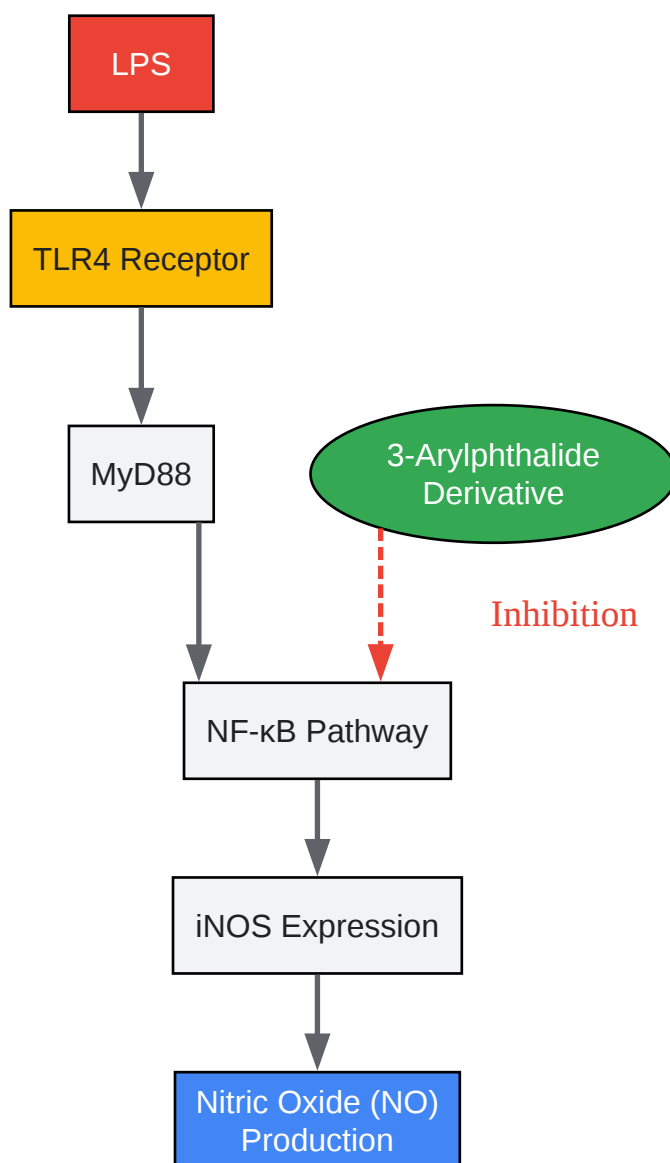 LPS
TLR4 Receptor
MyD88
3-Arylphthalide
Derivative
Inhibition
NF-κB Pathway
iNOS Expression
Nitric Oxide (NO)
Production